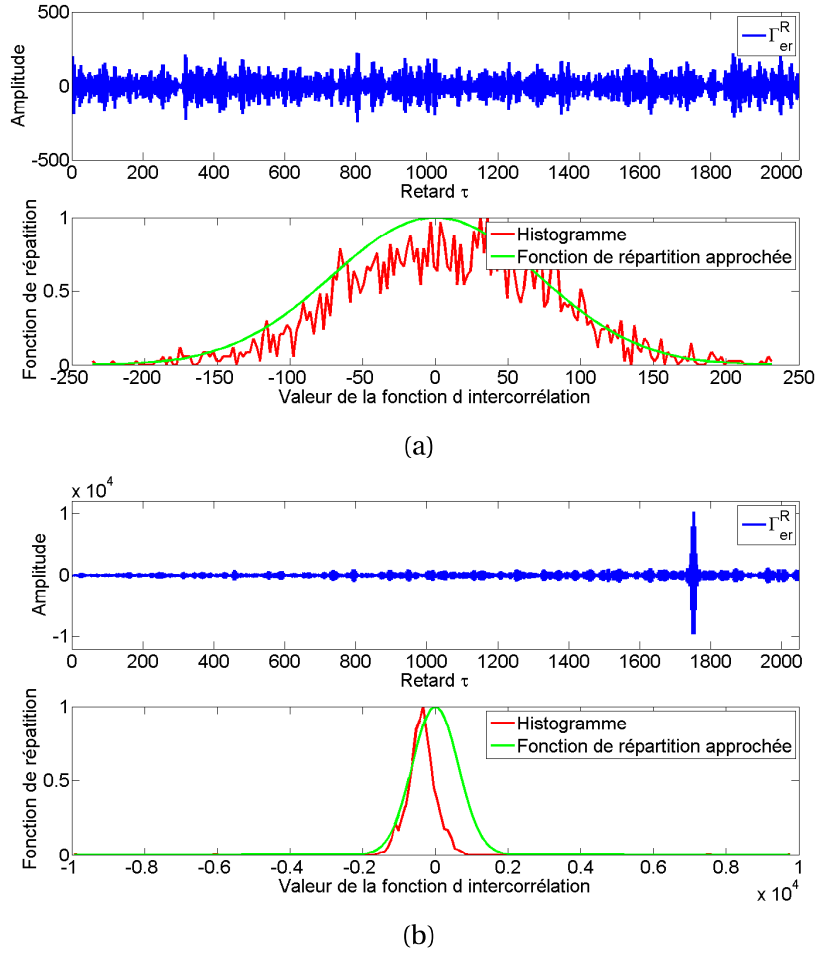 500
0
-500
Amplitude
Γ_er^R
0 200 400 600 800 1000 1200 1400 1600 1800 2000
Retard τ
1
0.5
0
Fonction de répatition
Histogramme
Fonction de répartition approchée
-250 -200 -150 -100 -50 0 50 100 150 200 250
Valeur de la fonction d intercorrélation
(a)
x 10^4
1
0
-1
Amplitude
Γ_er^R
0 200 400 600 800 1000 1200 1400 1600 1800 2000
Retard τ
1
0.5
0
Fonction de répatition
Histogramme
Fonction de répartition approchée
-1 -0.8 -0.6 -0.4 -0.2 0 0.2 0.4 0.6 0.8 1
Valeur de la fonction d intercorrélation
x 10^4
(b)